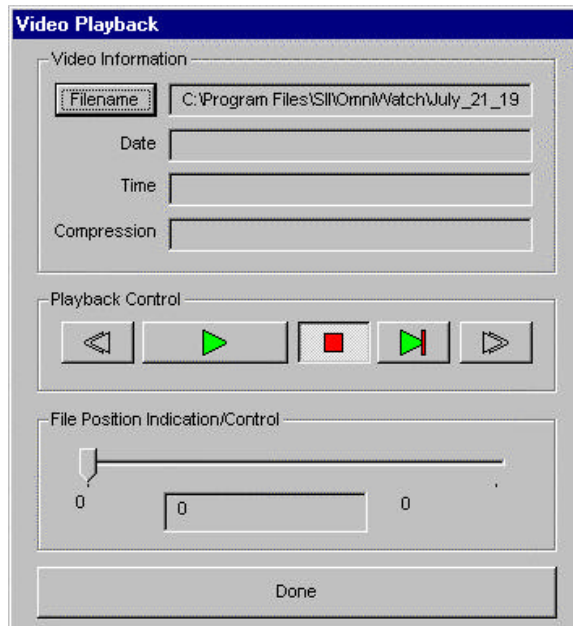 Video Playback
Video Information
Filename C:\Program Files\SII\OmniWatch\July_21_19
Date
Time
Compression
Playback Control
File Position Indication/Control
0 0 0
Done